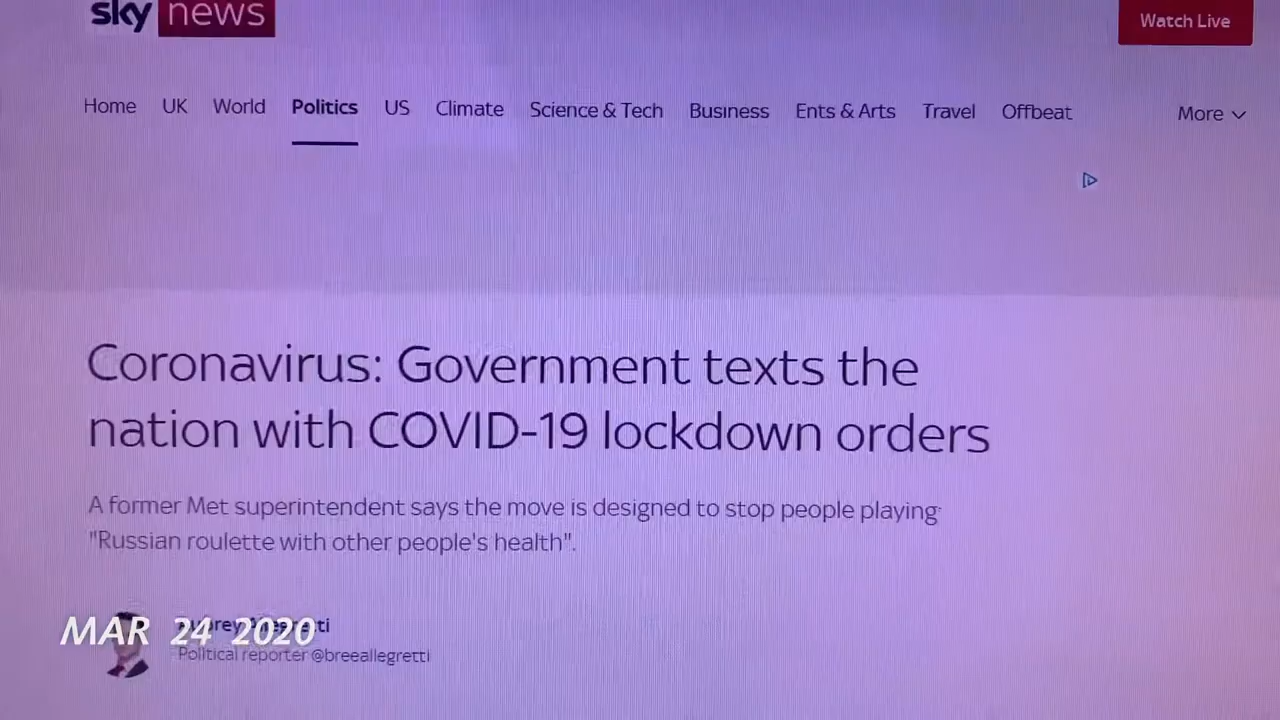 sky news
Watch Live
Home UK World Politics US Climate Science & Tech Business Ents & Arts Travel Offbeat More
Coronavirus: Government texts the
nation with COVID-19 lockdown orders
A former Met superintendent says the move is designed to stop people playing
"Russian roulette with other people's health".
MAR 24 2020
Political reporter @breeallegretti